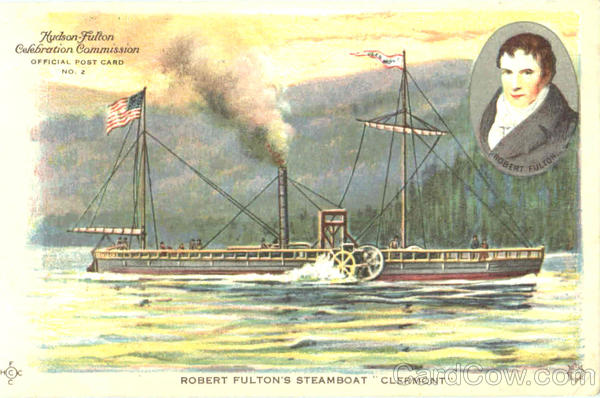 Hudson-Fulton
Celebration Commission
OFFICIAL POST CARD
NO. 2
ROBERT FULTON
ROBERT FULTON'S STEAMBOAT "CLERMONT"
CardCow.com